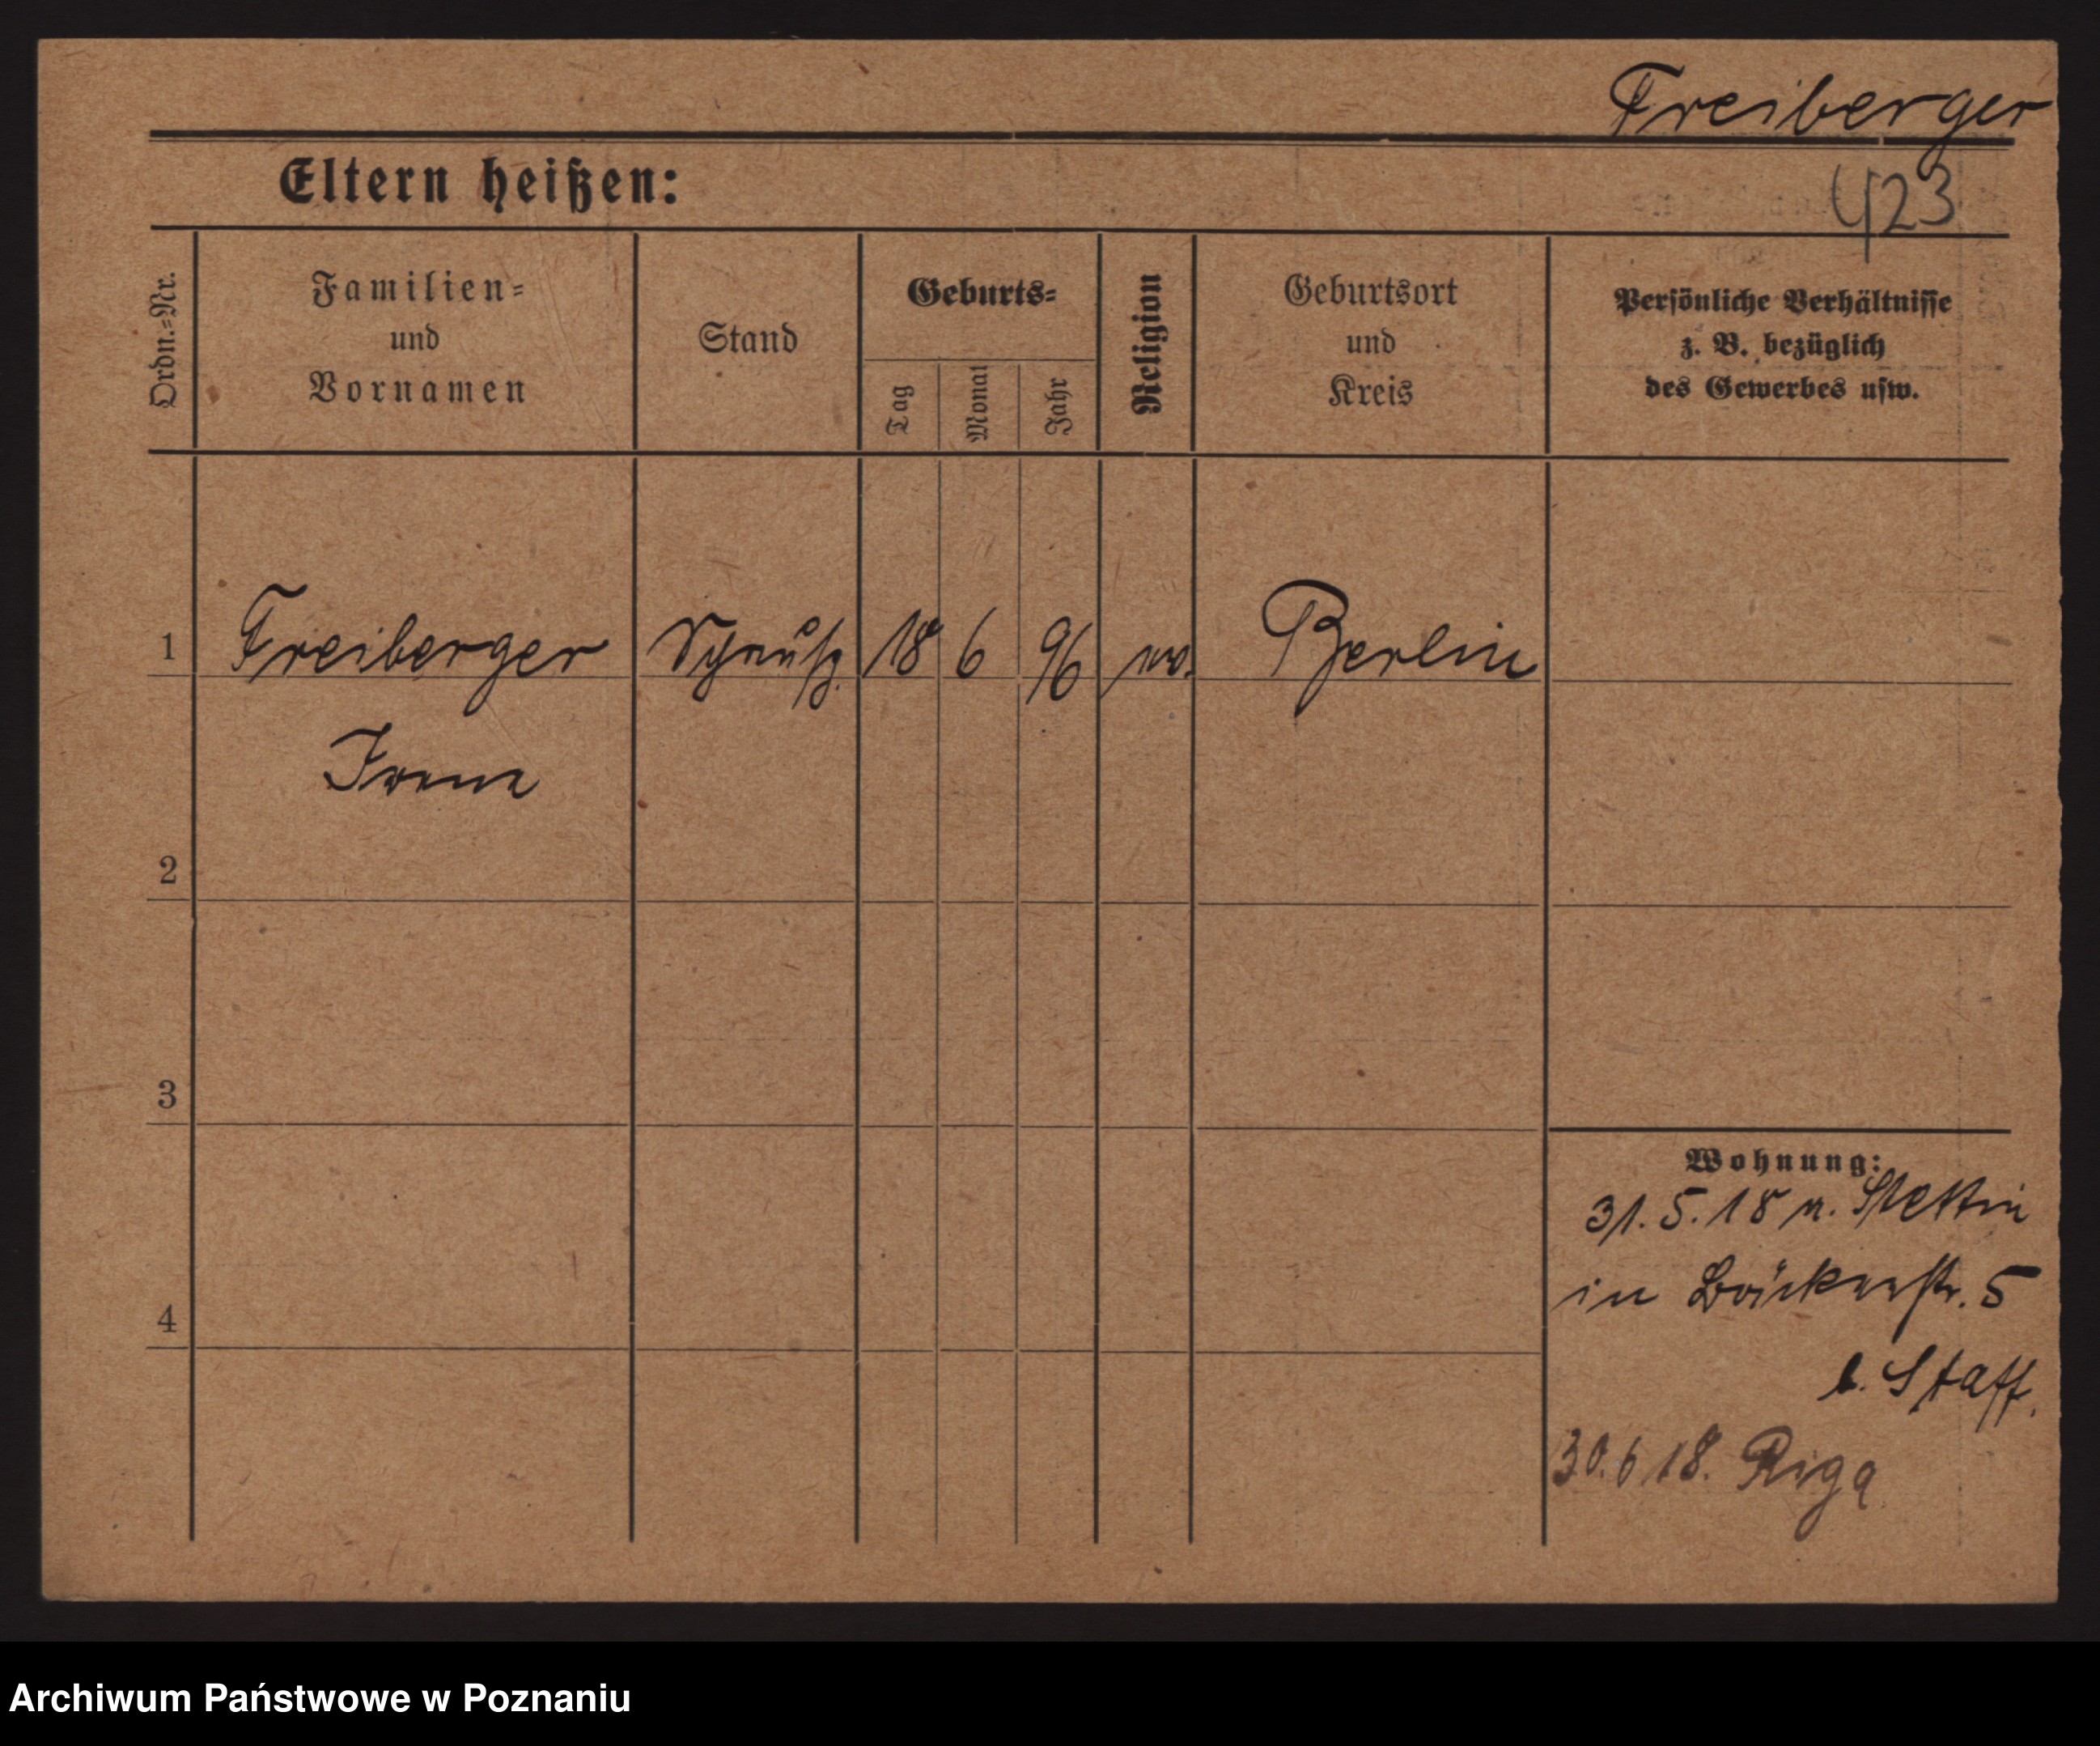 Freiberger
423
Eltern heißen:
Ordn.-Nr.
Familien-
und
Vornamen
Stand
Geburts-
Tag
Monat
Jahr
Religion
Geburtsort
und
Kreis
Persönliche Verhältnisse
z. B. bezüglich
des Gewerbes usw.
1 Freiberger 18 6 96 Berlin
2
3
4
Wohnung:
31.5.18 n. Stettin
in 5
b. Staff.
30.6 18. Riga
Archiwum Państwowe w Poznaniu